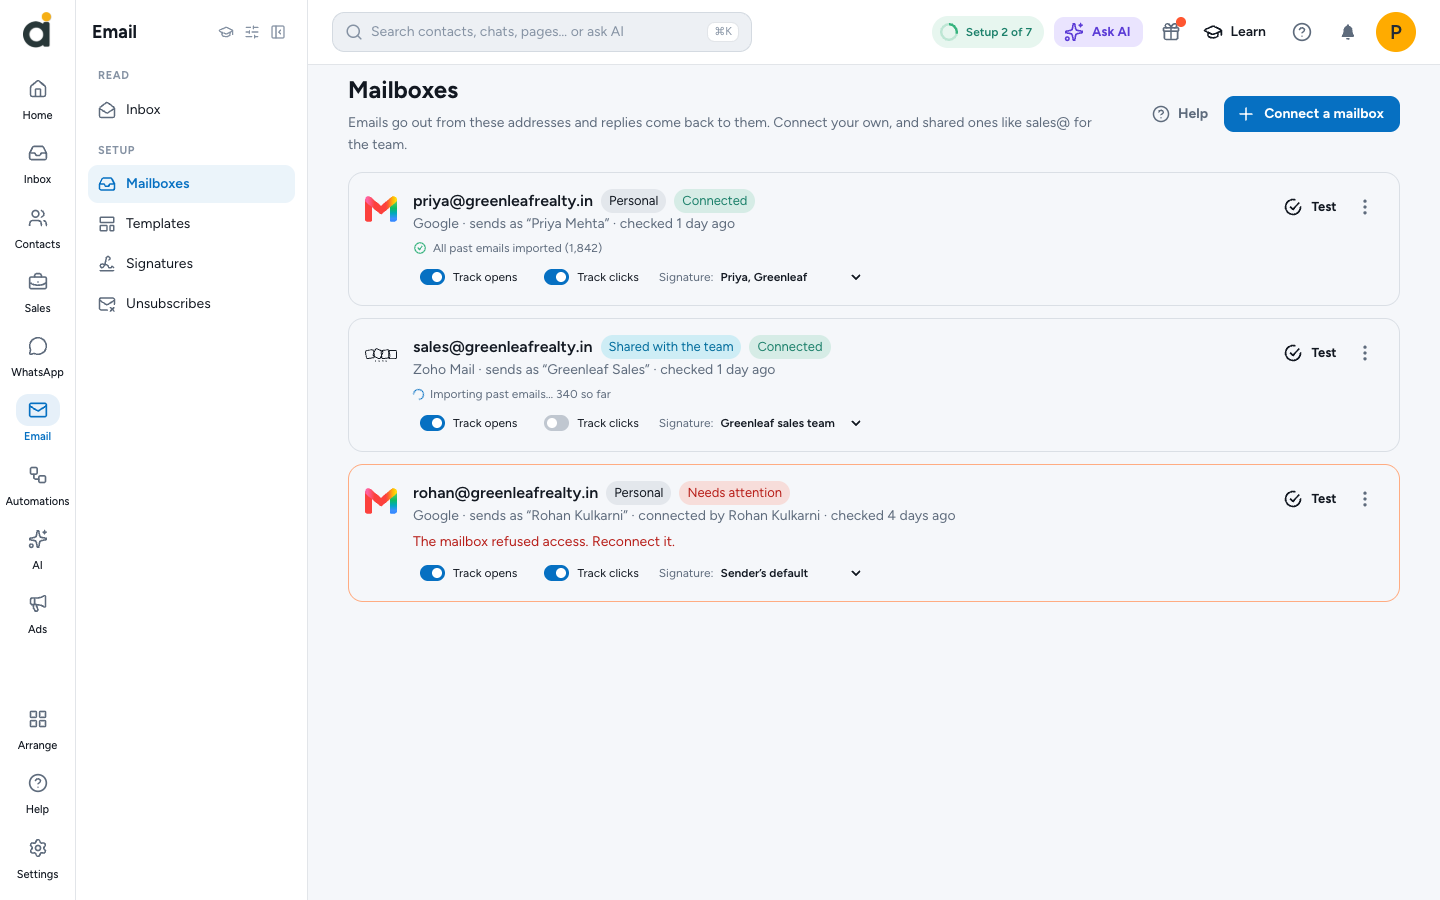 Email
Search contacts, chats, pages... or ask AI
⌘K
Setup 2 of 7
Ask AI
Learn
P
Home
Inbox
Contacts
Sales
WhatsApp
Email
Automations
AI
Ads
Arrange
Help
Settings
READ
Inbox
SETUP
Mailboxes
Templates
Signatures
Unsubscribes
Mailboxes
Emails go out from these addresses and replies come back to them. Connect your own, and shared ones like sales@ for
the team.
Help
Connect a mailbox
priya@greenleafrealty.in Personal Connected
Google · sends as “Priya Mehta” · checked 1 day ago
All past emails imported (1,842)
Track opens Track clicks Signature: Priya, Greenleaf
Test
sales@greenleafrealty.in Shared with the team Connected
Zoho Mail · sends as “Greenleaf Sales” · checked 1 day ago
Importing past emails... 340 so far
Track opens Track clicks Signature: Greenleaf sales team
Test
rohan@greenleafrealty.in Personal Needs attention
Google · sends as “Rohan Kulkarni” · connected by Rohan Kulkarni · checked 4 days ago
The mailbox refused access. Reconnect it.
Track opens Track clicks Signature: Sender’s default
Test